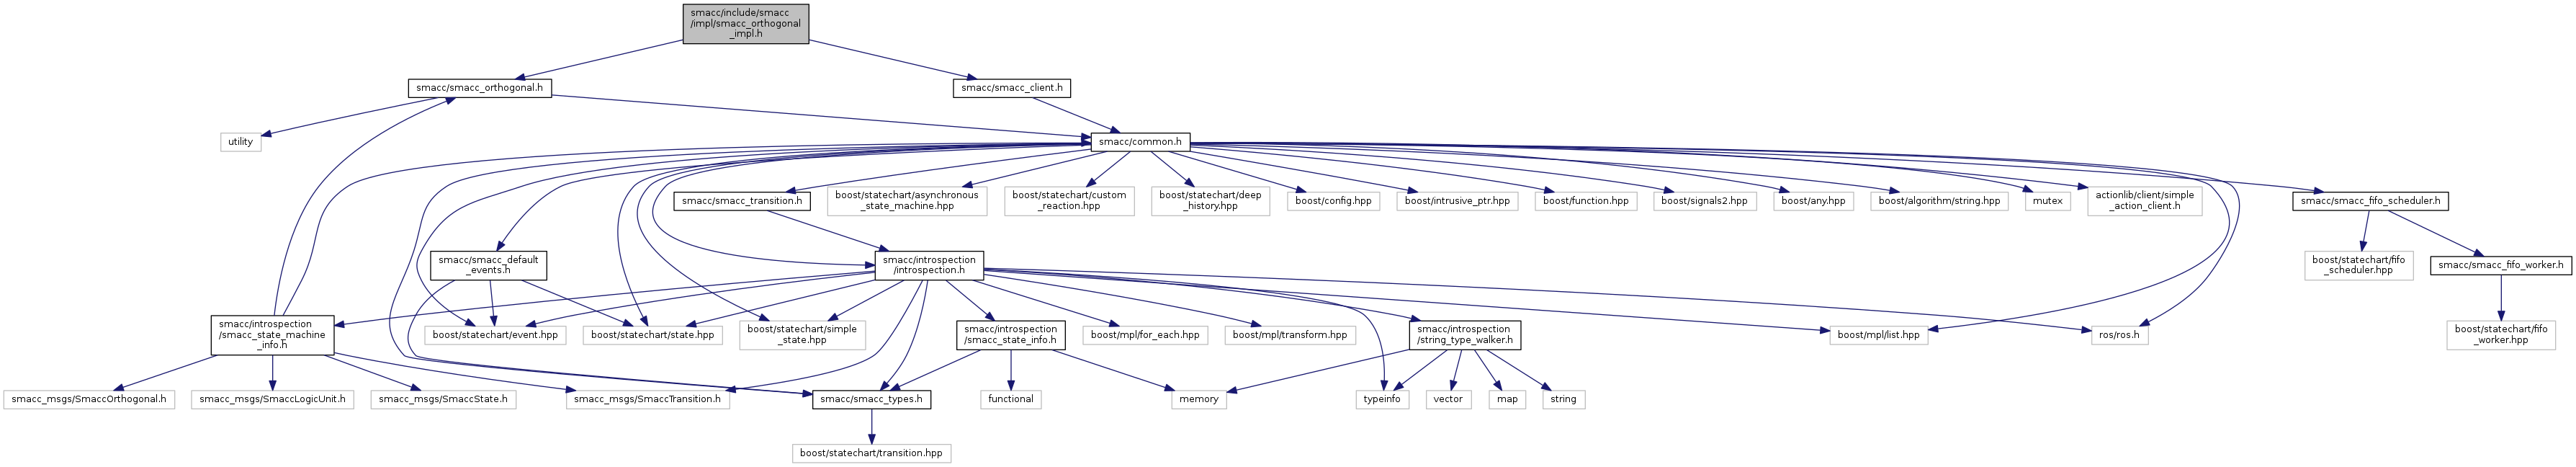 smacc/include/smacc
/impl/smacc_orthogonal
_impl.h
smacc/smacc_orthogonal.h
smacc/smacc_client.h
utility
smacc/common.h
smacc/smacc_transition.h
boost/statechart/asynchronous
_state_machine.hpp
boost/statechart/custom
_reaction.hpp
boost/statechart/deep
_history.hpp
boost/config.hpp
boost/intrusive_ptr.hpp
boost/function.hpp
boost/signals2.hpp
boost/any.hpp
boost/algorithm/string.hpp
mutex
actionlib/client/simple
_action_client.h
smacc/smacc_fifo_scheduler.h
smacc/smacc_default
_events.h
smacc/introspection
/introspection.h
boost/statechart/fifo
_scheduler.hpp
smacc/smacc_fifo_worker.h
smacc/introspection
/smacc_state_machine
_info.h
boost/statechart/event.hpp
boost/statechart/state.hpp
boost/statechart/simple
_state.hpp
smacc/introspection
/smacc_state_info.h
boost/mpl/for_each.hpp
boost/mpl/transform.hpp
smacc/introspection
/string_type_walker.h
boost/mpl/list.hpp
ros/ros.h
boost/statechart/fifo
_worker.hpp
smacc_msgs/SmaccOrthogonal.h
smacc_msgs/SmaccLogicUnit.h
smacc_msgs/SmaccState.h
smacc_msgs/SmaccTransition.h
smacc/smacc_types.h
functional
memory
typeinfo
vector
map
string
boost/statechart/transition.hpp